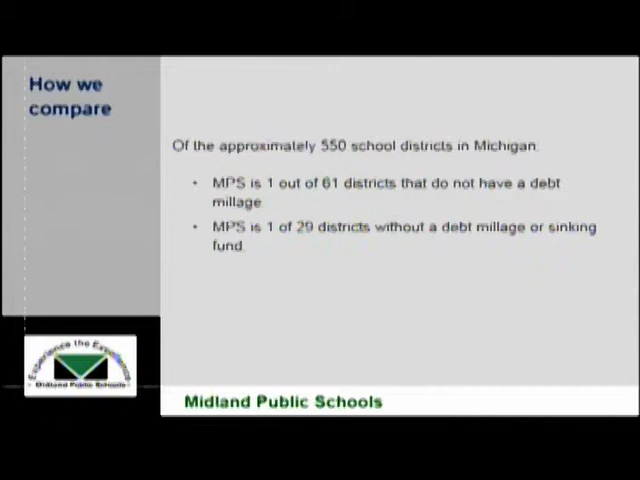 How we
compare
Of the approximately 550 school districts in Michigan:
• MPS is 1 out of 61 districts that do not have a debt
millage
• MPS is 1 of 29 districts without a debt millage or sinking
fund.
Experience the Excellence
Midland Public Schools
Midland Public Schools